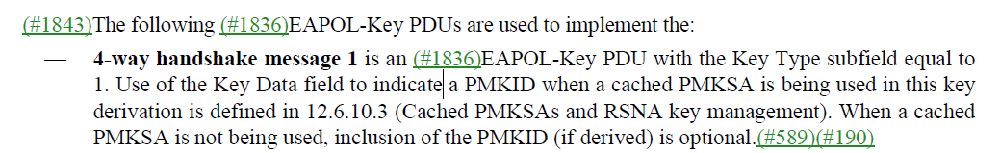 (#1843)The following (#1836)EAPOL-Key PDUs are used to implement the:
— 4-way handshake message 1 is an (#1836)EAPOL-Key PDU with the Key Type subfield equal to
1. Use of the Key Data field to indicate a PMKID when a cached PMKSA is being used in this key
derivation is defined in 12.6.10.3 (Cached PMKSAs and RSNA key management). When a cached
PMKSA is not being used, inclusion of the PMKID (if derived) is optional.(#589)(#190)